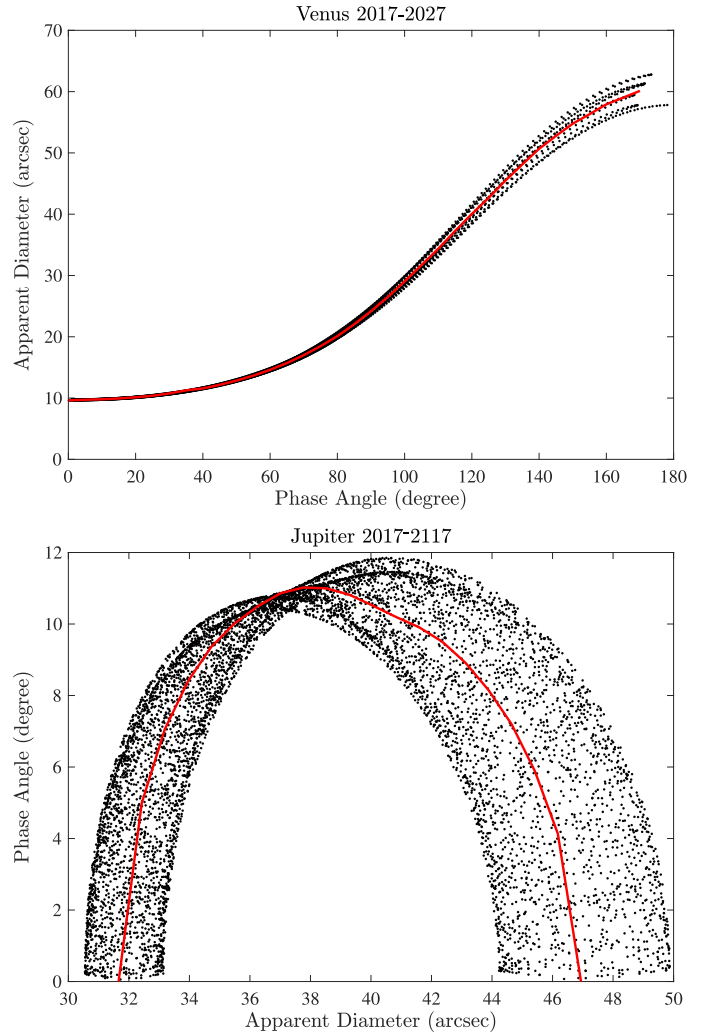 Venus 2017-2027
70
60
50
40
30
20
10
0
Apparent Diameter (arcsec)
0 20 40 60 80 100 120 140 160 180
Phase Angle (degree)
Jupiter 2017-2117
12
10
8
6
4
2
0
Phase Angle (degree)
30 32 34 36 38 40 42 44 46 48 50
Apparent Diameter (arcsec)